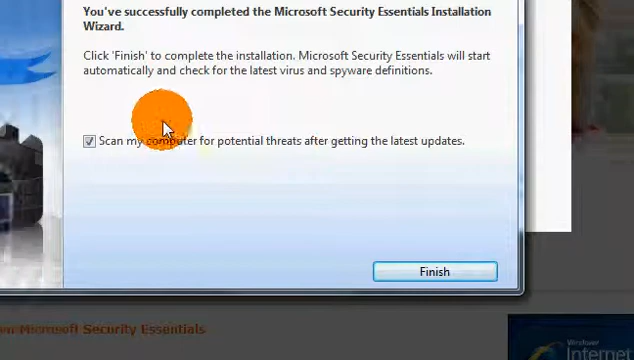 You've successfully completed the Microsoft Security Essentials Installation
Wizard.
Click 'Finish' to complete the installation. Microsoft Security Essentials will start
automatically and check for the latest virus and spyware definitions.
Scan my computer for potential threats after getting the latest updates.
Finish
Microsoft Security Essentials
Windows
Internet